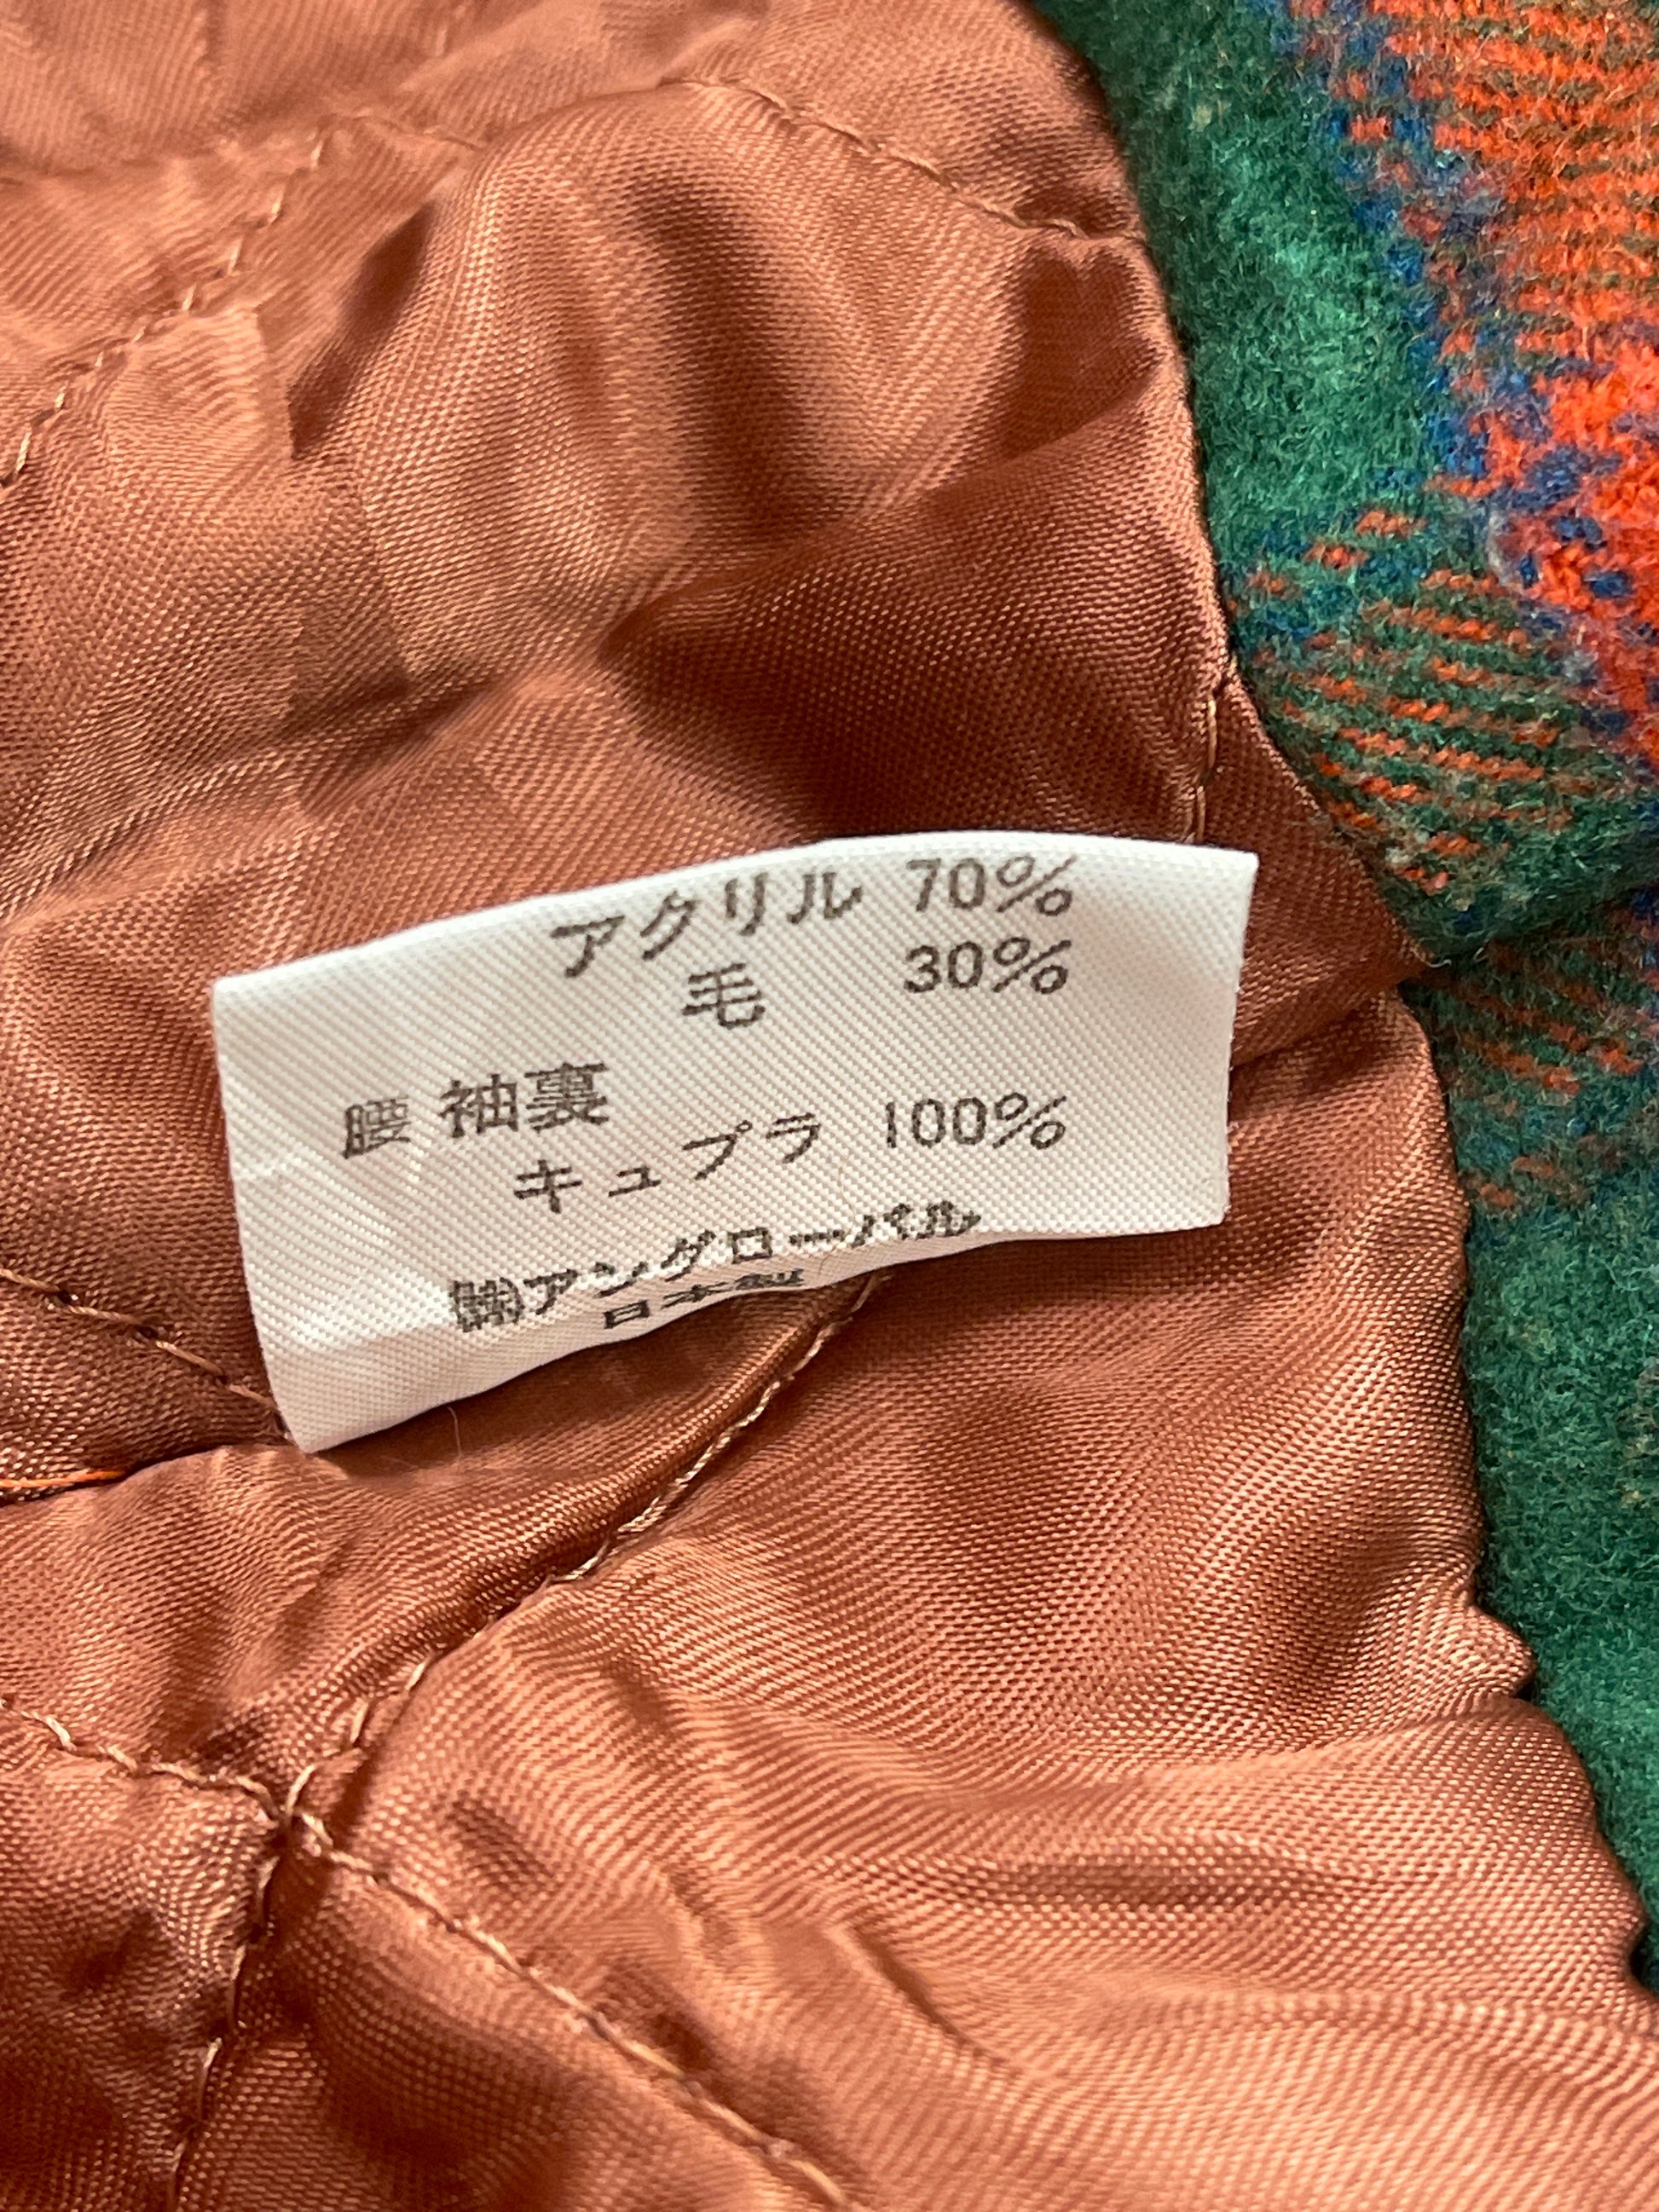 アクリル 70%
毛 30%
腰 袖裏
キュプラ 100%
㈱アングローバル
日本製